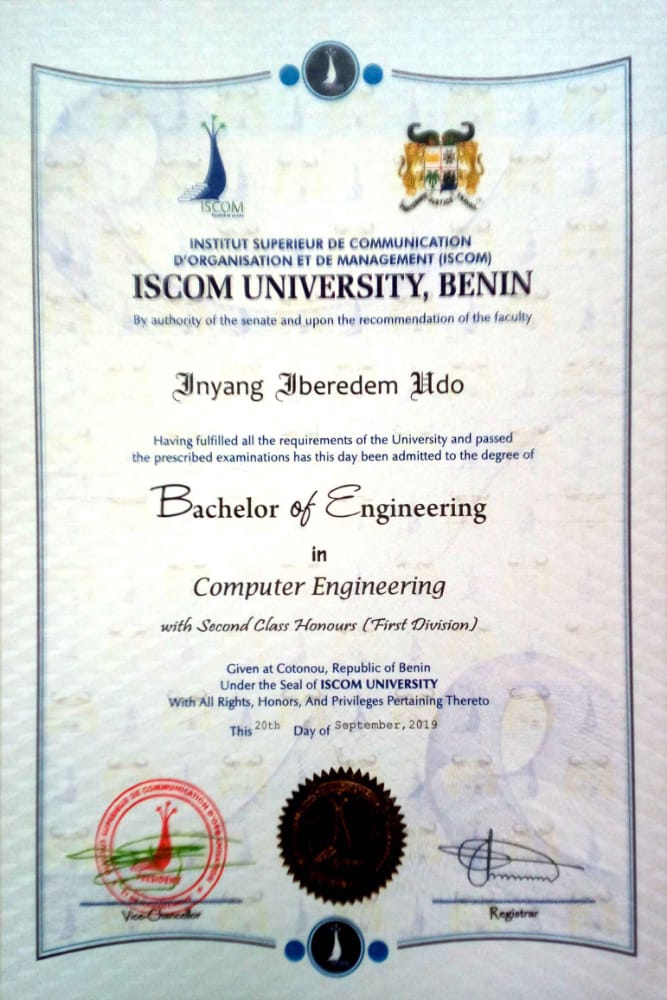 ISCOM
INSTITUT SUPERIEUR DE COMMUNICATION
D'ORGANISATION ET DE MANAGEMENT (ISCOM)
ISCOM UNIVERSITY, BENIN
By authority of the senate and upon the recommendation of the faculty
Inyang Iberedem Udo
Having fulfilled all the requirements of the University and passed
the prescribed examinations has this day been admitted to the degree of
Bachelor of Engineering
in
Computer Engineering
with Second Class Honours (First Division)
Given at Cotonou, Republic of Benin
Under the Seal of ISCOM UNIVERSITY
With All Rights, Honors, And Privileges Pertaining Thereto
This 20th Day of September, 2019
SUPERIEUR DE COMMUNICATION D'ORGANISATION
PRESIDENT
Vice-Chancellor
Registrar